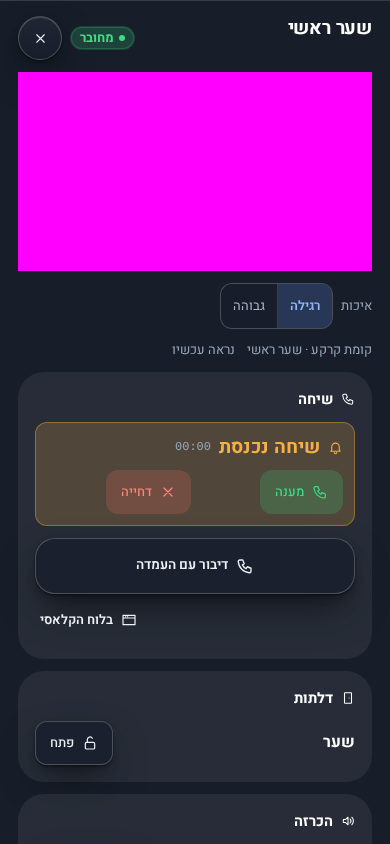 שער ראשי
מחובר
איכות רגילה גבוהה
קומת קרקע · שער ראשי נראה עכשיו
שיחה
שיחה נכנסת 00:00
מענה דחייה
דיבור עם העמדה
בלוח הקלאסי
דלתות
שער פתח
הכרזה